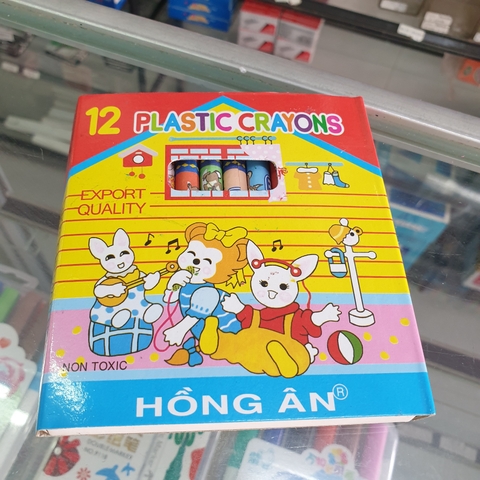 12 PLASTIC CRAYONS
EXPORT
QUALITY
NON TOXIC
HỒNG ÂN®